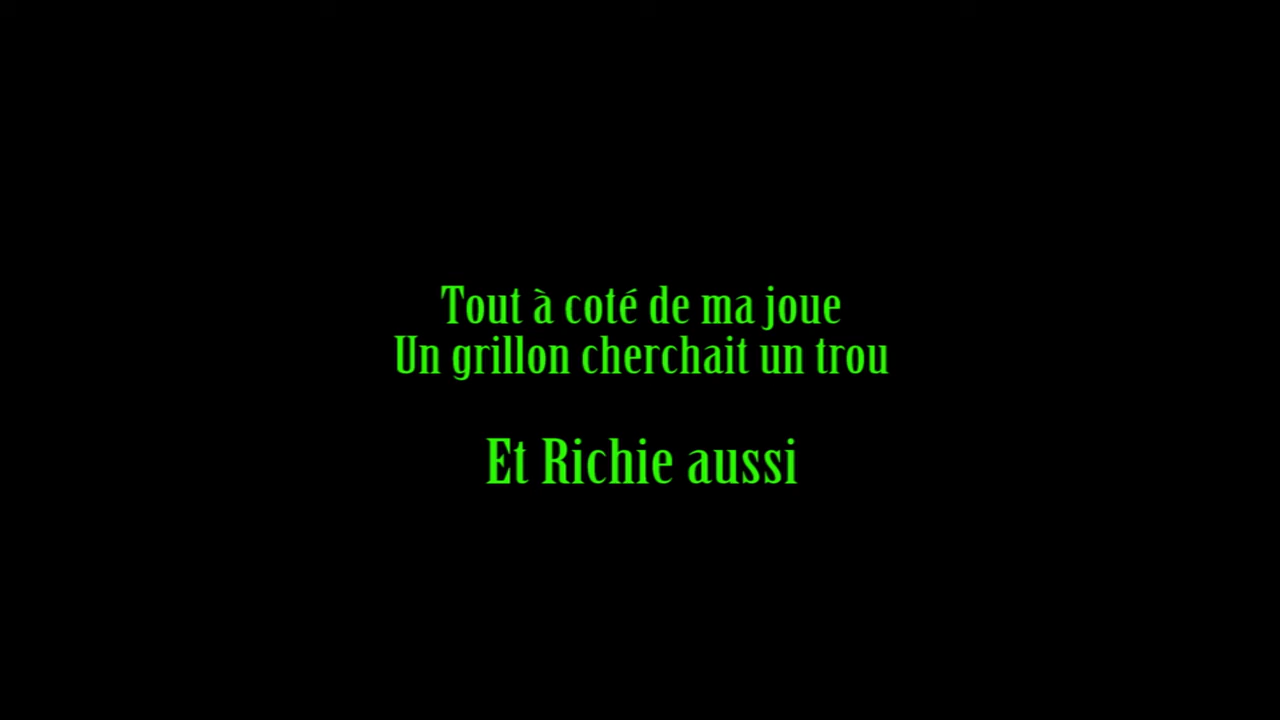 Tout à coté de ma joue
Un grillon cherchait un trou
Et Richie aussi